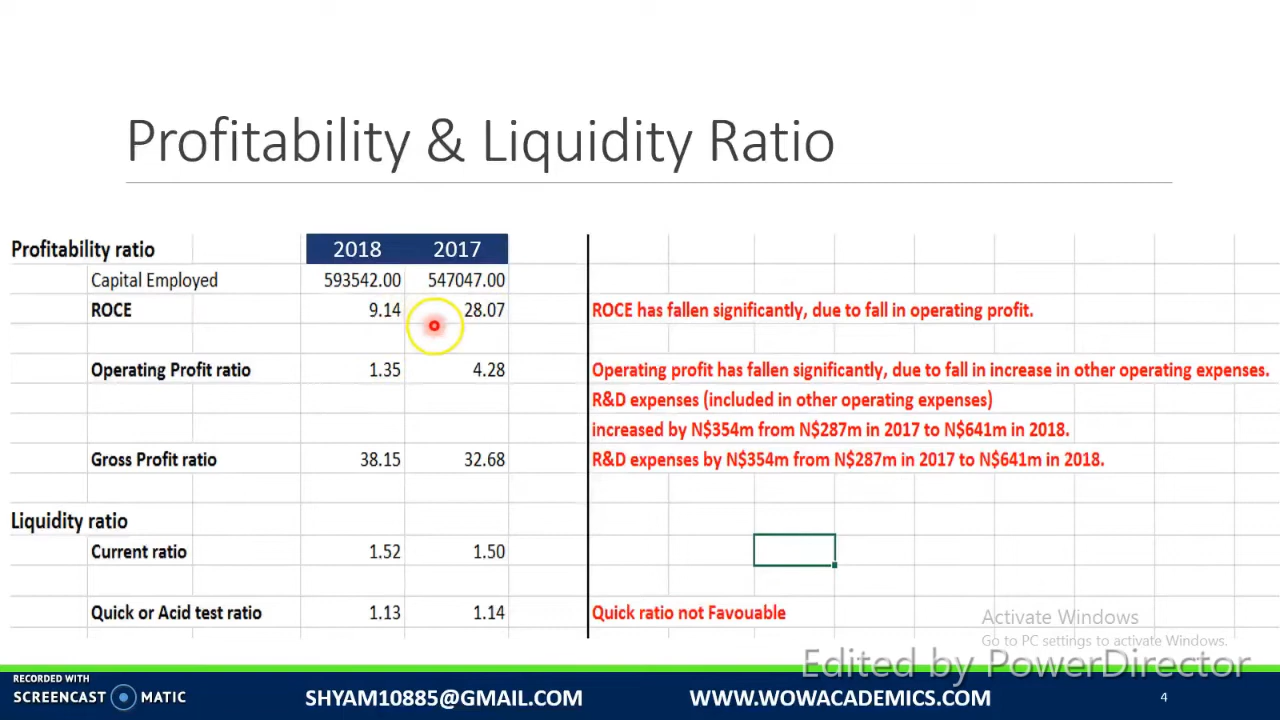 Profitability & Liquidity Ratio
Profitability ratio 2018 2017
Capital Employed 593542.00 547047.00
ROCE 9.14 28.07 ROCE has fallen significantly, due to fall in operating profit.
Operating Profit ratio 1.35 4.28 Operating profit has fallen significantly, due to fall in increase in other operating expenses.
R&D expenses (included in other operating expenses)
increased by N$354m from N$287m in 2017 to N$641m in 2018.
Gross Profit ratio 38.15 32.68 R&D expenses by N$354m from N$287m in 2017 to N$641m in 2018.
Liquidity ratio
Current ratio 1.52 1.50
Quick or Acid test ratio 1.13 1.14 Quick ratio not Favouable
Activate Windows
Go to PC settings to activate Windows.
Edited by PowerDirector
RECORDED WITH
SCREENCAST MATIC
SHYAM10885@GMAIL.COM WWW.WOWACADEMICS.COM 4